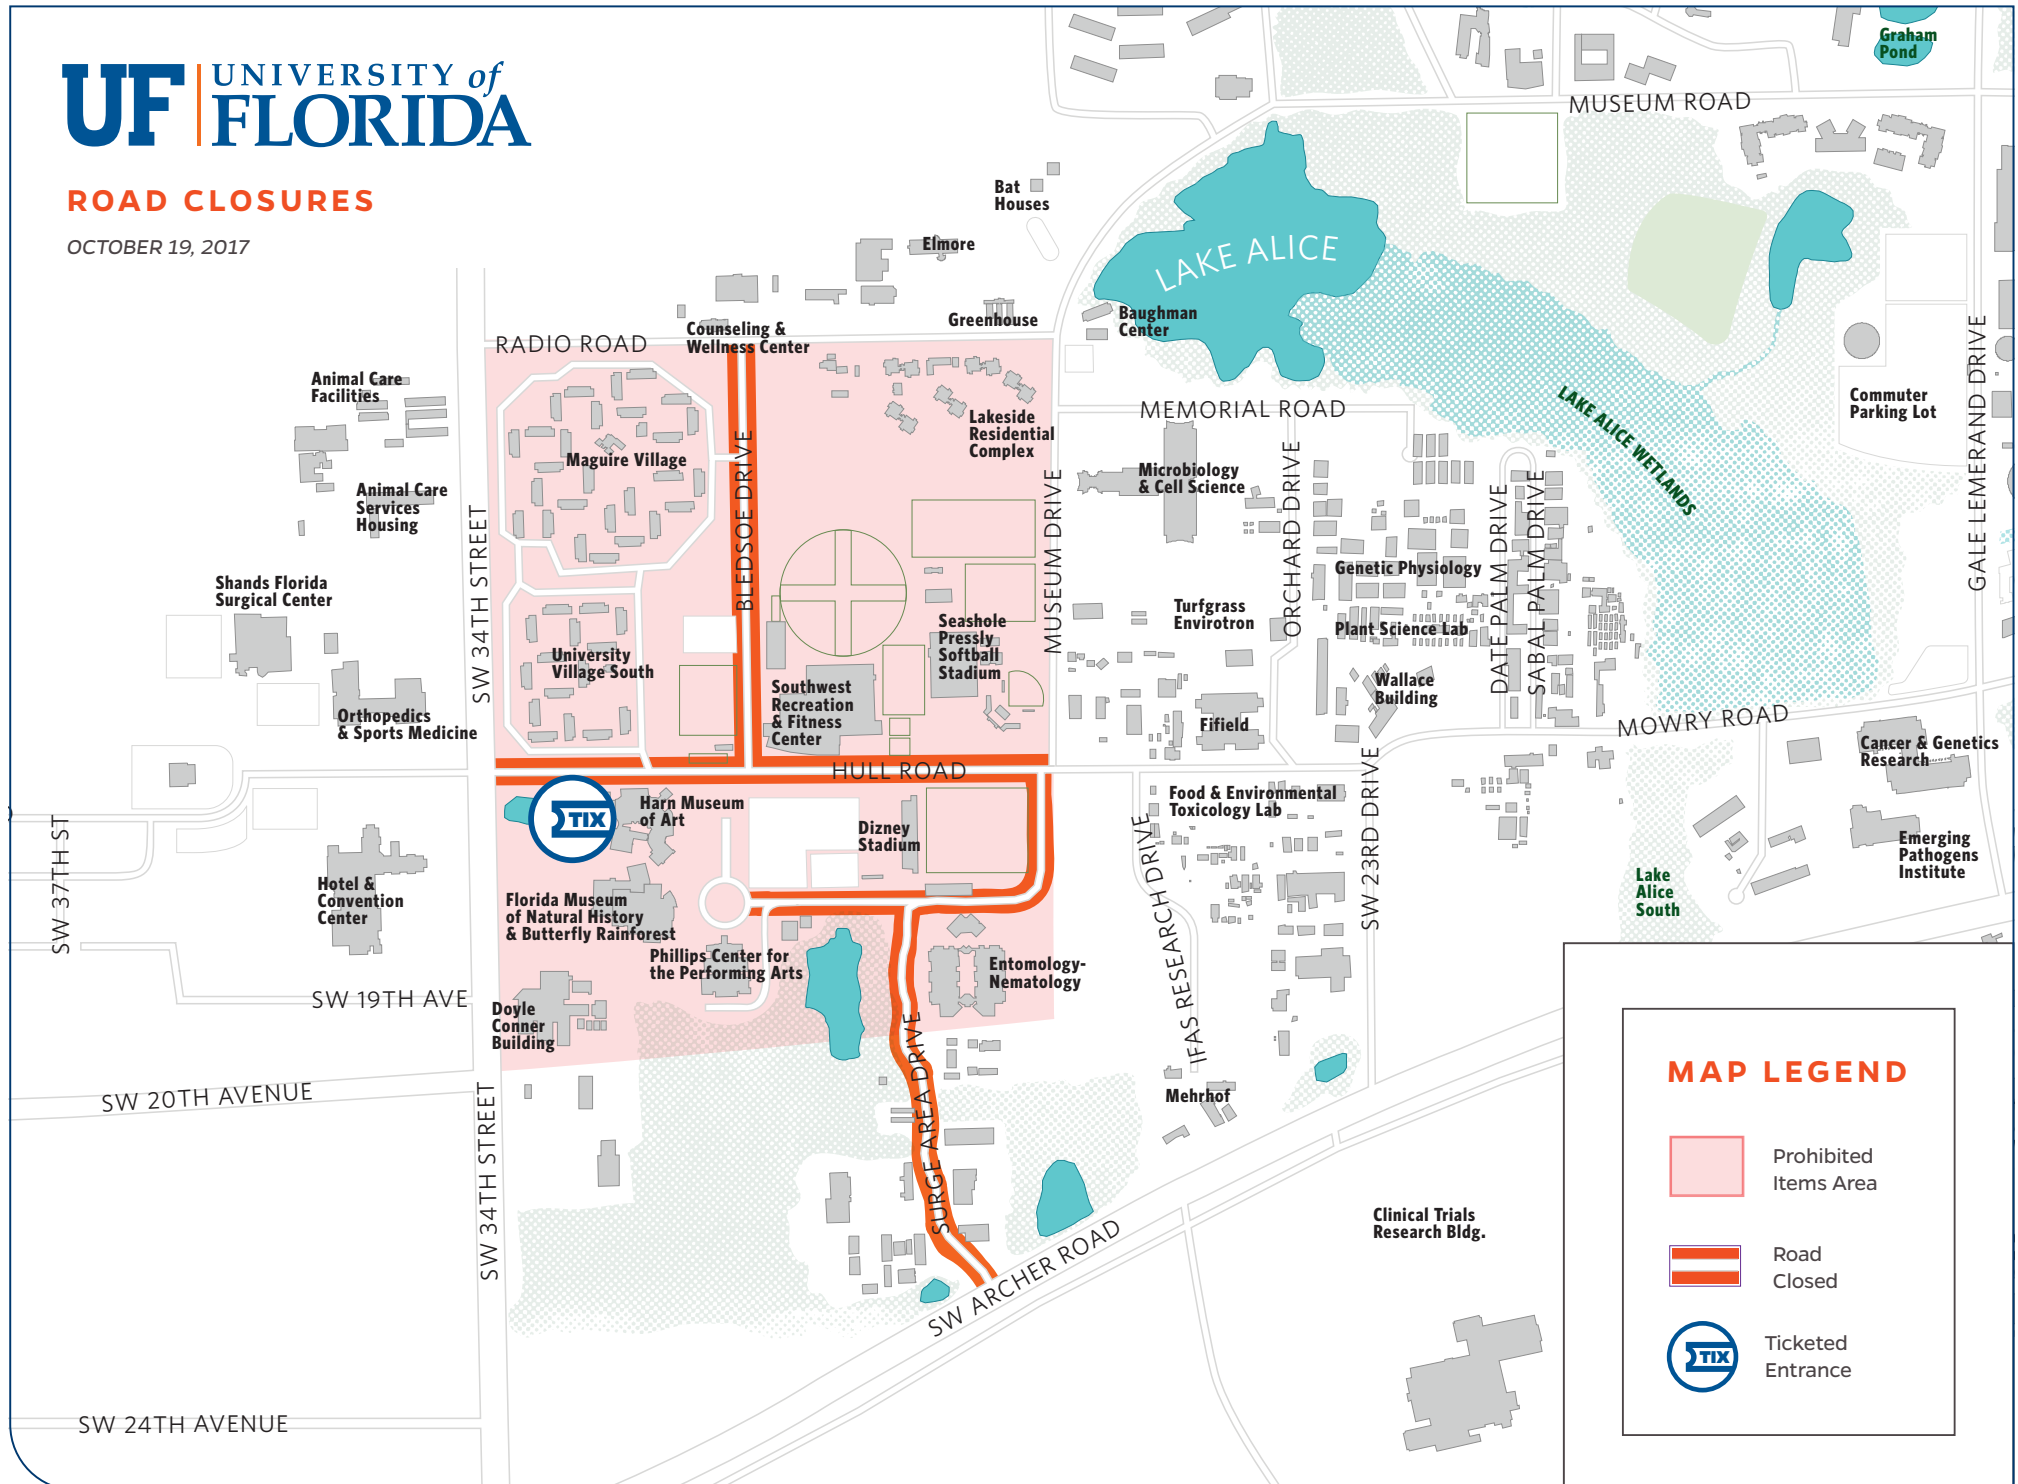 UF
UNIVERSITY of
FLORIDA
ROAD CLOSURES
OCTOBER 19, 2017
Graham
Pond
MUSEUM ROAD
Bat
Houses
Elmore
LAKE ALICE
Greenhouse
Baughman
Center
Counseling &
Wellness Center
RADIO ROAD
Animal Care
Facilities
Lakeside
Residential
Complex
MEMORIAL ROAD
LAKE ALICE WETLANDS
Commuter
Parking Lot
GALE LEMERAND DRIVE
Maguire Village
BLEDSOE DRIVE
Microbiology
& Cell Science
MUSEUM DRIVE
ORCHARD DRIVE
DATE PALM DRIVE
SABAL PALM DRIVE
Animal Care
Services
Housing
SW 34TH STREET
Shands Florida
Surgical Center
Genetic Physiology
Turfgrass
Envirotron
Plant Science Lab
Seashole
Pressly
Softball
Stadium
University
Village South
Southwest
Recreation
& Fitness
Center
Wallace
Building
Fifield
Orthopedics
& Sports Medicine
MOWRY ROAD
Cancer & Genetics
Research
HULL ROAD
TIX
Harn Museum
of Art
Dizney
Stadium
Food & Environmental
Toxicology Lab
SW 23RD DRIVE
IFAS RESEARCH DRIVE
Emerging
Pathogens
Institute
Lake
Alice
South
SW 37TH ST
Hotel &
Convention
Center
Florida Museum
of Natural History
& Butterfly Rainforest
Phillips Center for
the Performing Arts
Entomology-
Nematology
SW 19TH AVE
Doyle
Conner
Building
SURGE AREA DRIVE
SW 20TH AVENUE
SW 34TH STREET
Mehrhof
SW ARCHER ROAD
Clinical Trials
Research Bldg.
SW 24TH AVENUE
MAP LEGEND
Prohibited
Items Area
Road
Closed
TIX
Ticketed
Entrance